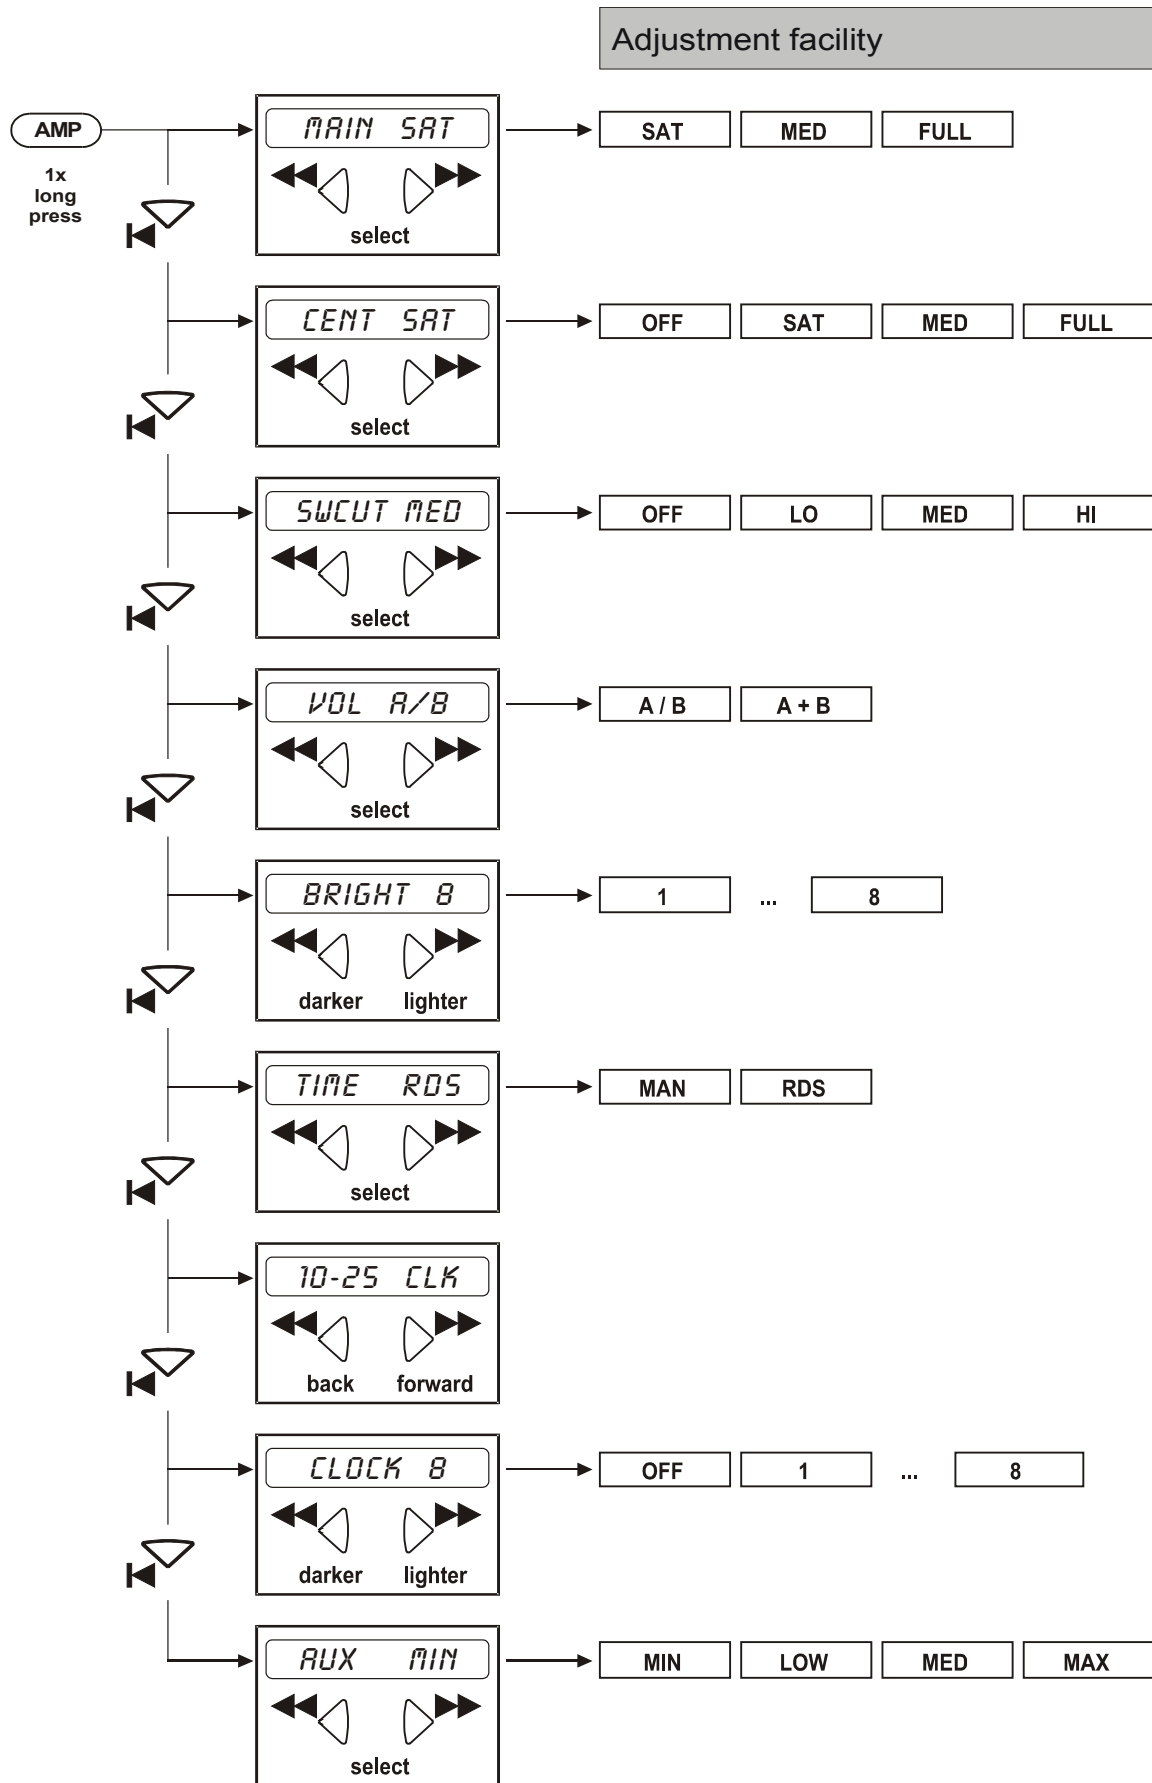 Adjustment facility
AMP
1x
long
press
MAIN SAT
select
SAT MED FULL
CENT SAT
select
OFF SAT MED FULL
SWCUT MED
select
OFF LO MED HI
VOL A/B
select
A / B A + B
BRIGHT 8
darker lighter
1 ... 8
TIME RDS
select
MAN RDS
10-25 CLK
back forward
CLOCK 8
darker lighter
OFF 1 ... 8
AUX MIN
select
MIN LOW MED MAX